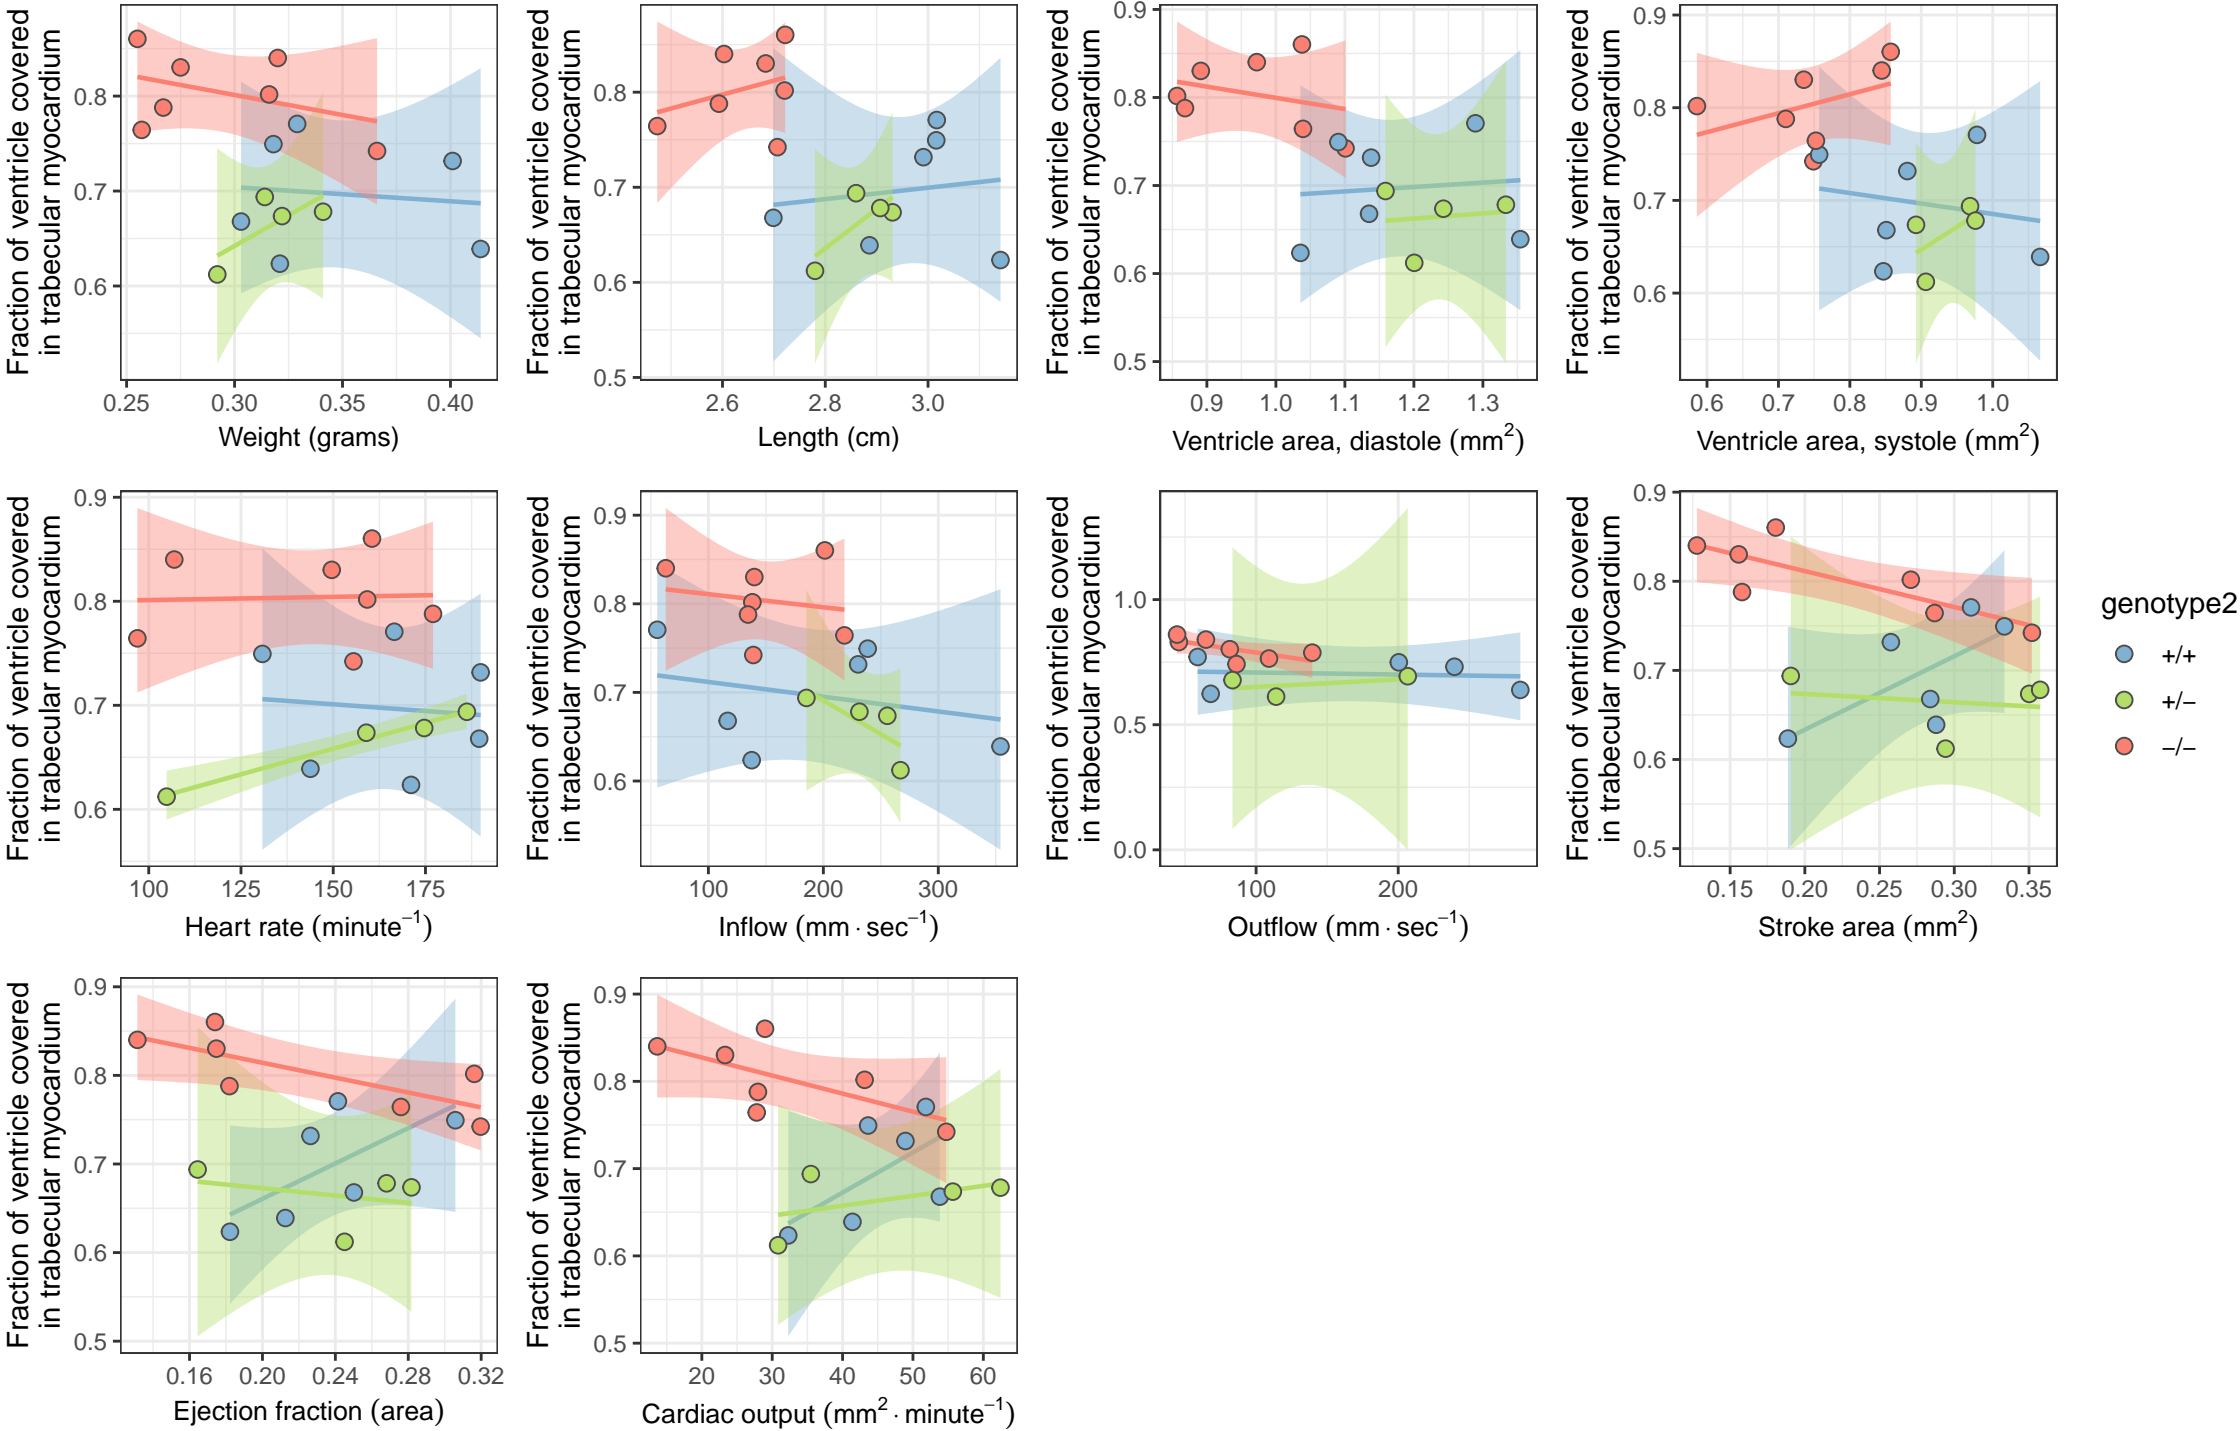 Fraction of ventricle covered
in trabecular myocardium
0.8
0.7
0.6
0.25 0.30 0.35 0.40
Weight (grams)
Fraction of ventricle covered
in trabecular myocardium
0.8
0.7
0.6
0.5
2.6 2.8 3.0
Length (cm)
Fraction of ventricle covered
in trabecular myocardium
0.9
0.8
0.7
0.6
0.5
0.9 1.0 1.1 1.2 1.3
Ventricle area, diastole (mm²)
Fraction of ventricle covered
in trabecular myocardium
0.9
0.8
0.7
0.6
0.6 0.7 0.8 0.9 1.0
Ventricle area, systole (mm²)
Fraction of ventricle covered
in trabecular myocardium
0.9
0.8
0.7
0.6
100 125 150 175
Heart rate (minute⁻¹)
Fraction of ventricle covered
in trabecular myocardium
0.9
0.8
0.7
0.6
100 200 300
Inflow (mm · sec⁻¹)
Fraction of ventricle covered
in trabecular myocardium
1.0
0.5
0.0
100 200
Outflow (mm · sec⁻¹)
Fraction of ventricle covered
in trabecular myocardium
0.9
0.8
0.7
0.6
0.5
0.15 0.20 0.25 0.30 0.35
Stroke area (mm²)
genotype2
+/+
+/−
−/−
Fraction of ventricle covered
in trabecular myocardium
0.9
0.8
0.7
0.6
0.5
0.16 0.20 0.24 0.28 0.32
Ejection fraction (area)
Fraction of ventricle covered
in trabecular myocardium
0.9
0.8
0.7
0.6
0.5
20 30 40 50 60
Cardiac output (mm² · minute⁻¹)